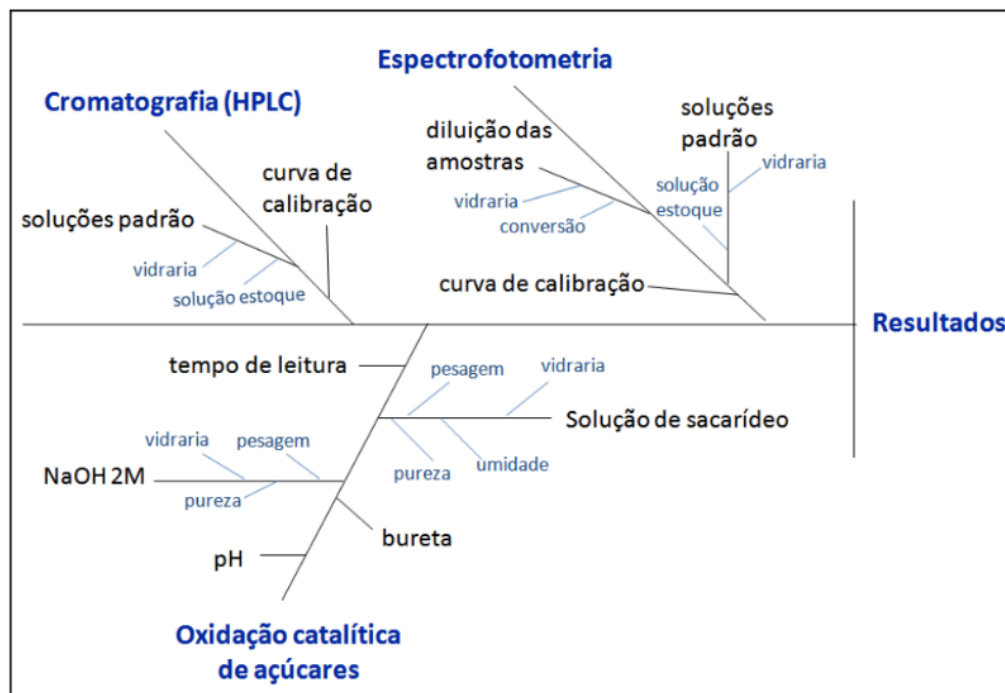 Espectrofotometria
Cromatografia (HPLC)
soluções
padrão
diluição das
amostras
vidraria
curva de
calibração
solução
estoque
vidraria
conversão
soluções padrão
vidraria
solução estoque
curva de calibração
Resultados
tempo de leitura
pesagem
vidraria
Solução de sacarídeo
vidraria
pesagem
pureza
umidade
NaOH 2M
pureza
bureta
pH
Oxidação catalítica
de açúcares